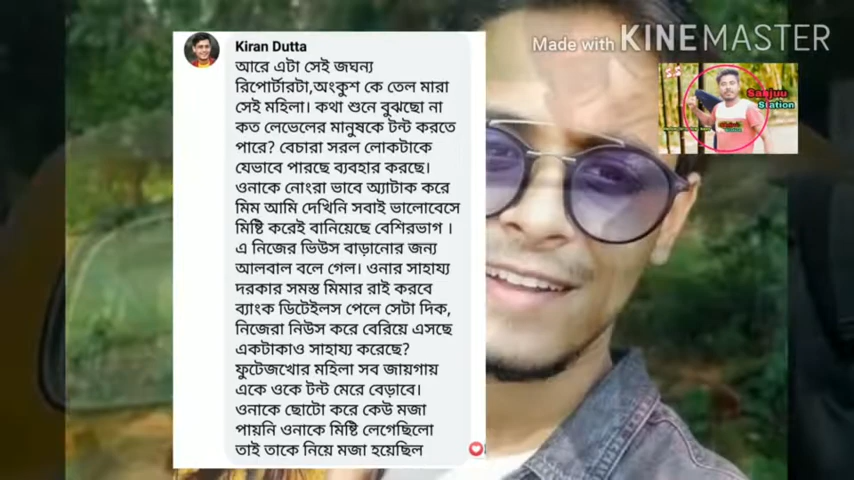 Made with KINEMASTER
Sanjuu
Station
Kiran Dutta
আরে এটা সেই জঘন্য
রিপোর্টারটা,অংকুশ কে তেল মারা
সেই মহিলা। কথা শুনে বুঝছো না
কত লেভেলের মানুষকে টন্ট করতে
পারে? বেচারা সরল লোকটাকে
যেভাবে পারছে ব্যবহার করছে।
ওনাকে নোংরা ভাবে অ্যাটাক করে
মিম আমি দেখিনি সবাই ভালোবেসে
মিষ্টি করেই বানিয়েছে বেশিরভাগ ।
এ নিজের ভিউস বাড়ানোর জন্য
আলবাল বলে গেল। ওনার সাহায্য
দরকার সমস্ত মিমার রাই করবে
ব্যাংক ডিটেইলস পেলে সেটা দিক,
নিজেরা নিউস করে বেরিয়ে এসছে
একটাকাও সাহায্য করেছে?
ফুটেজখোর মহিলা সব জায়গায়
একে ওকে টন্ট মেরে বেড়াবে।
ওনাকে ছোটো করে কেউ মজা
পায়নি ওনাকে মিষ্টি লেগেছিলো
তাই তাকে নিয়ে মজা হয়েছিল